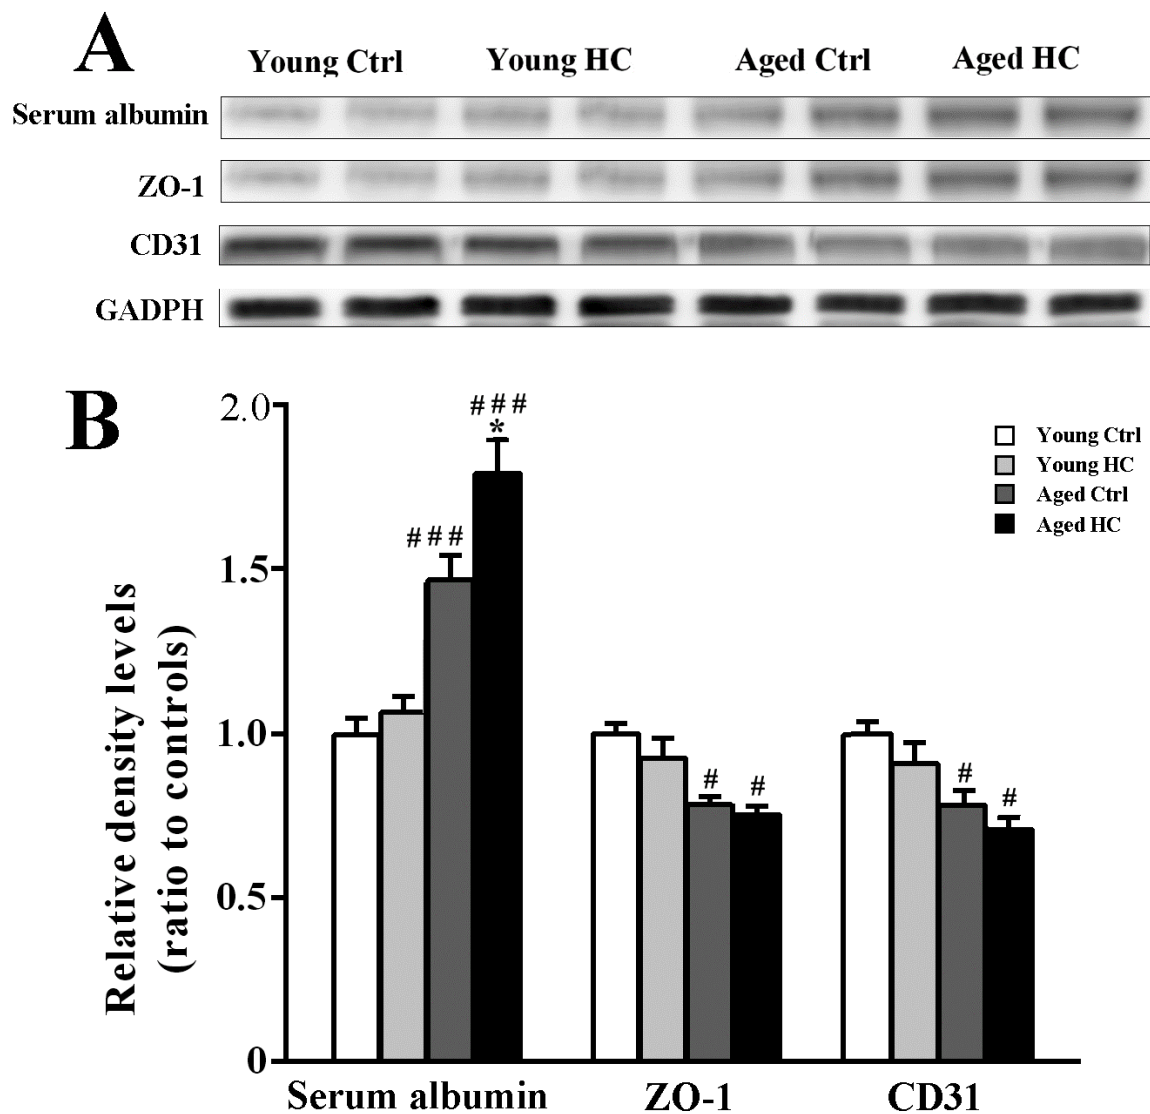 A
Young Ctrl Young HC Aged Ctrl Aged HC
Serum albumin
ZO-1
CD31
GADPH
B
2.0
1.5
1.0
0.5
0
Relative density levels
(ratio to controls)
###
*
###
#
#
#
#
Young Ctrl
Young HC
Aged Ctrl
Aged HC
Serum albumin ZO-1 CD31